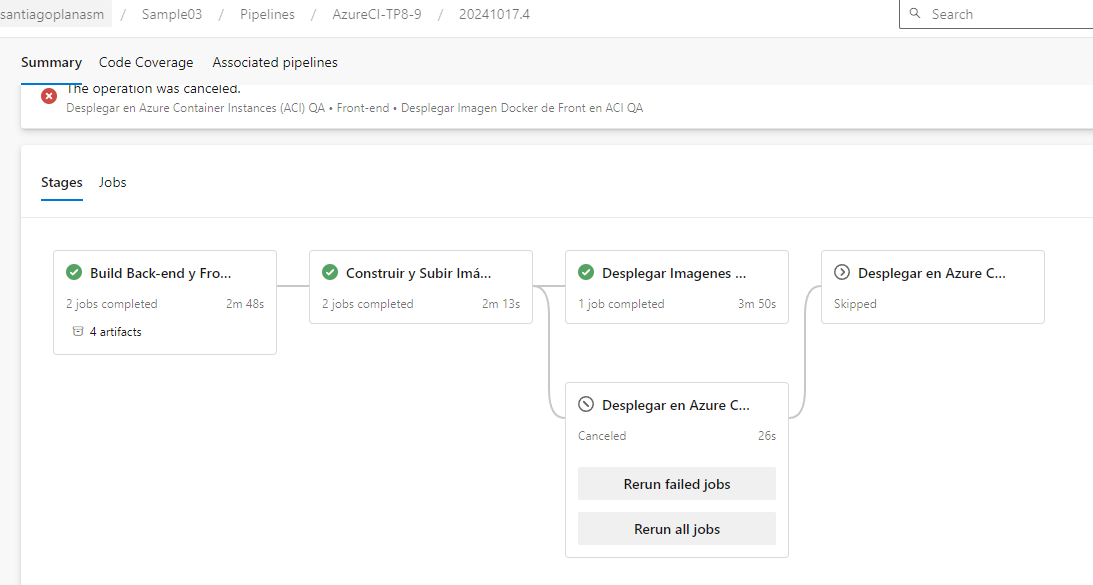 santiagoplanasm / Sample03 / Pipelines / AzureCI-TP8-9 / 20241017.4
Search
Summary Code Coverage Associated pipelines
The operation was canceled.
Desplegar en Azure Container Instances (ACI) QA • Front-end • Desplegar Imagen Docker de Front en ACI QA
Stages Jobs
Build Back-end y Fro...
2 jobs completed 2m 48s
4 artifacts
Construir y Subir Imá...
2 jobs completed 2m 13s
Desplegar Imagenes ...
1 job completed 3m 50s
Desplegar en Azure C...
Skipped
Desplegar en Azure C...
Canceled 26s
Rerun failed jobs
Rerun all jobs